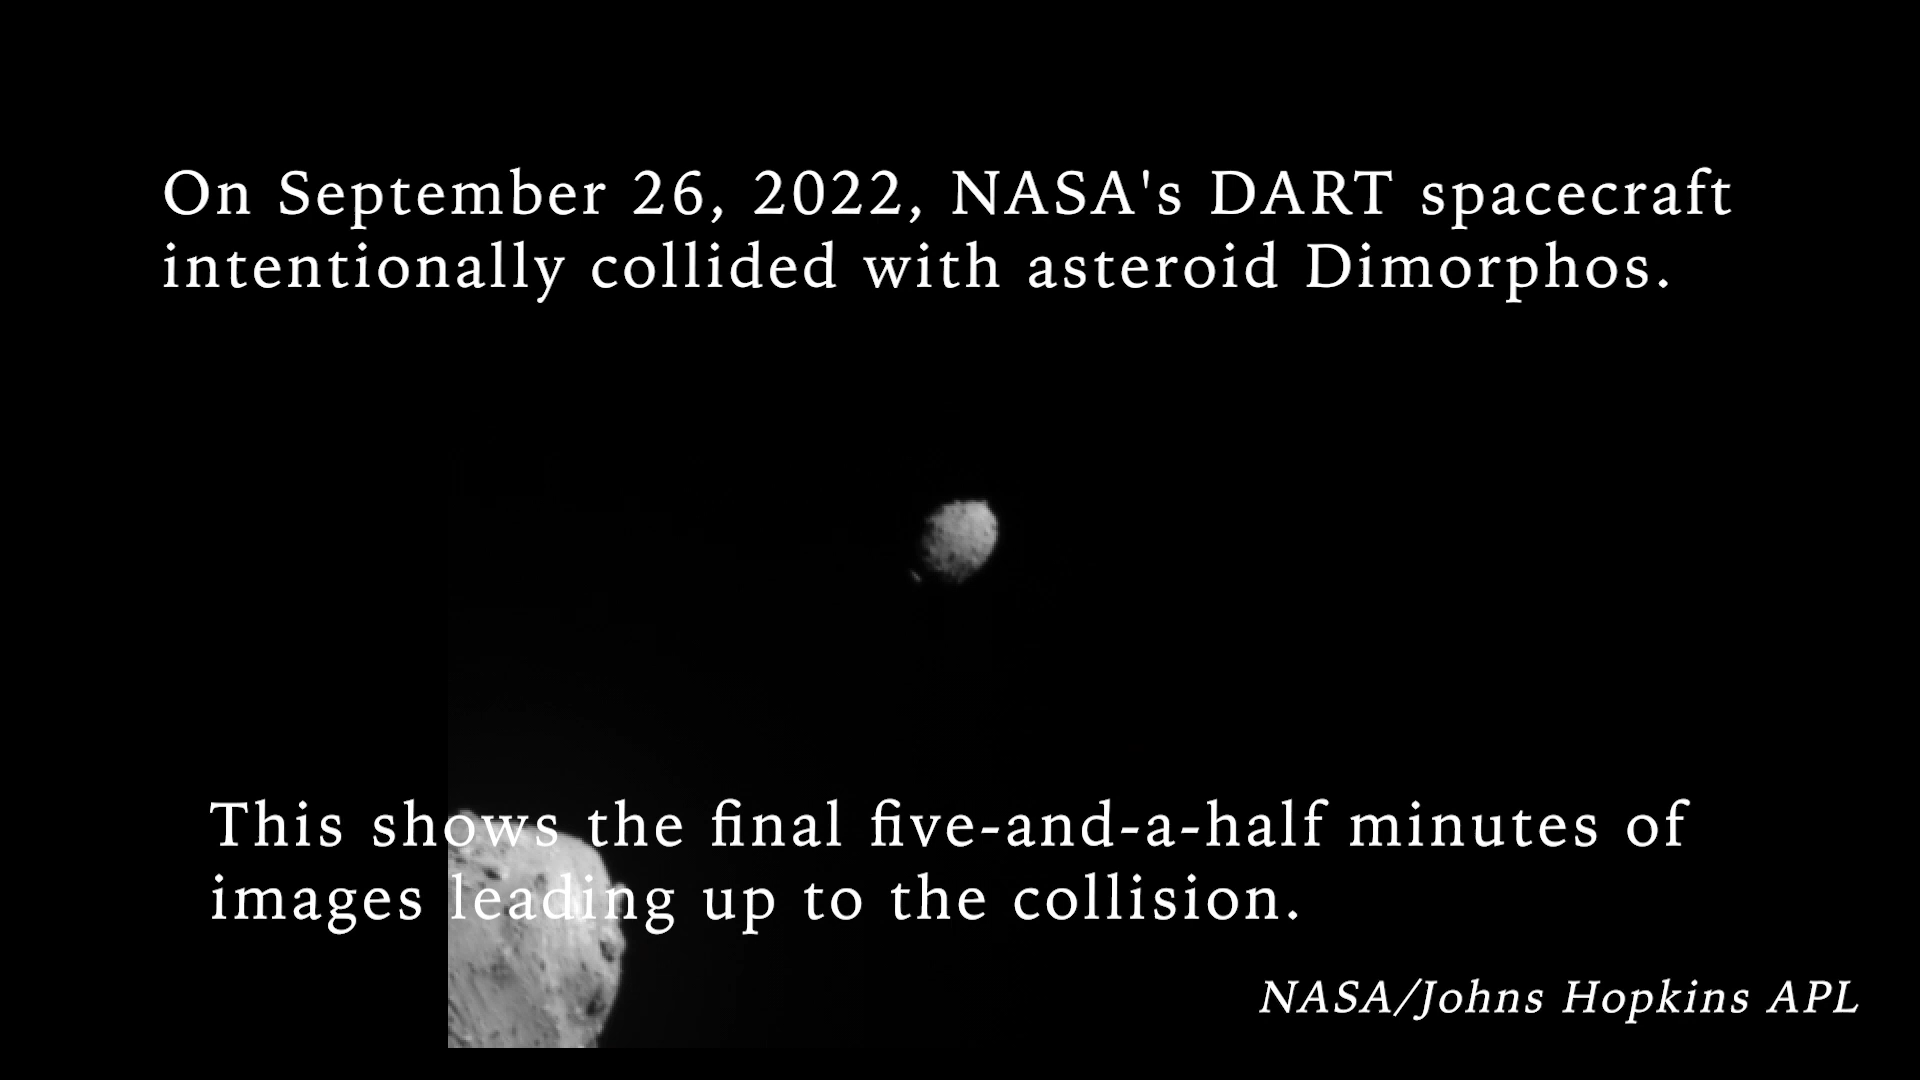 On September 26, 2022, NASA's DART spacecraft
intentionally collided with asteroid Dimorphos.
This shows the final five-and-a-half minutes of
images leading up to the collision.
NASA/Johns Hopkins APL